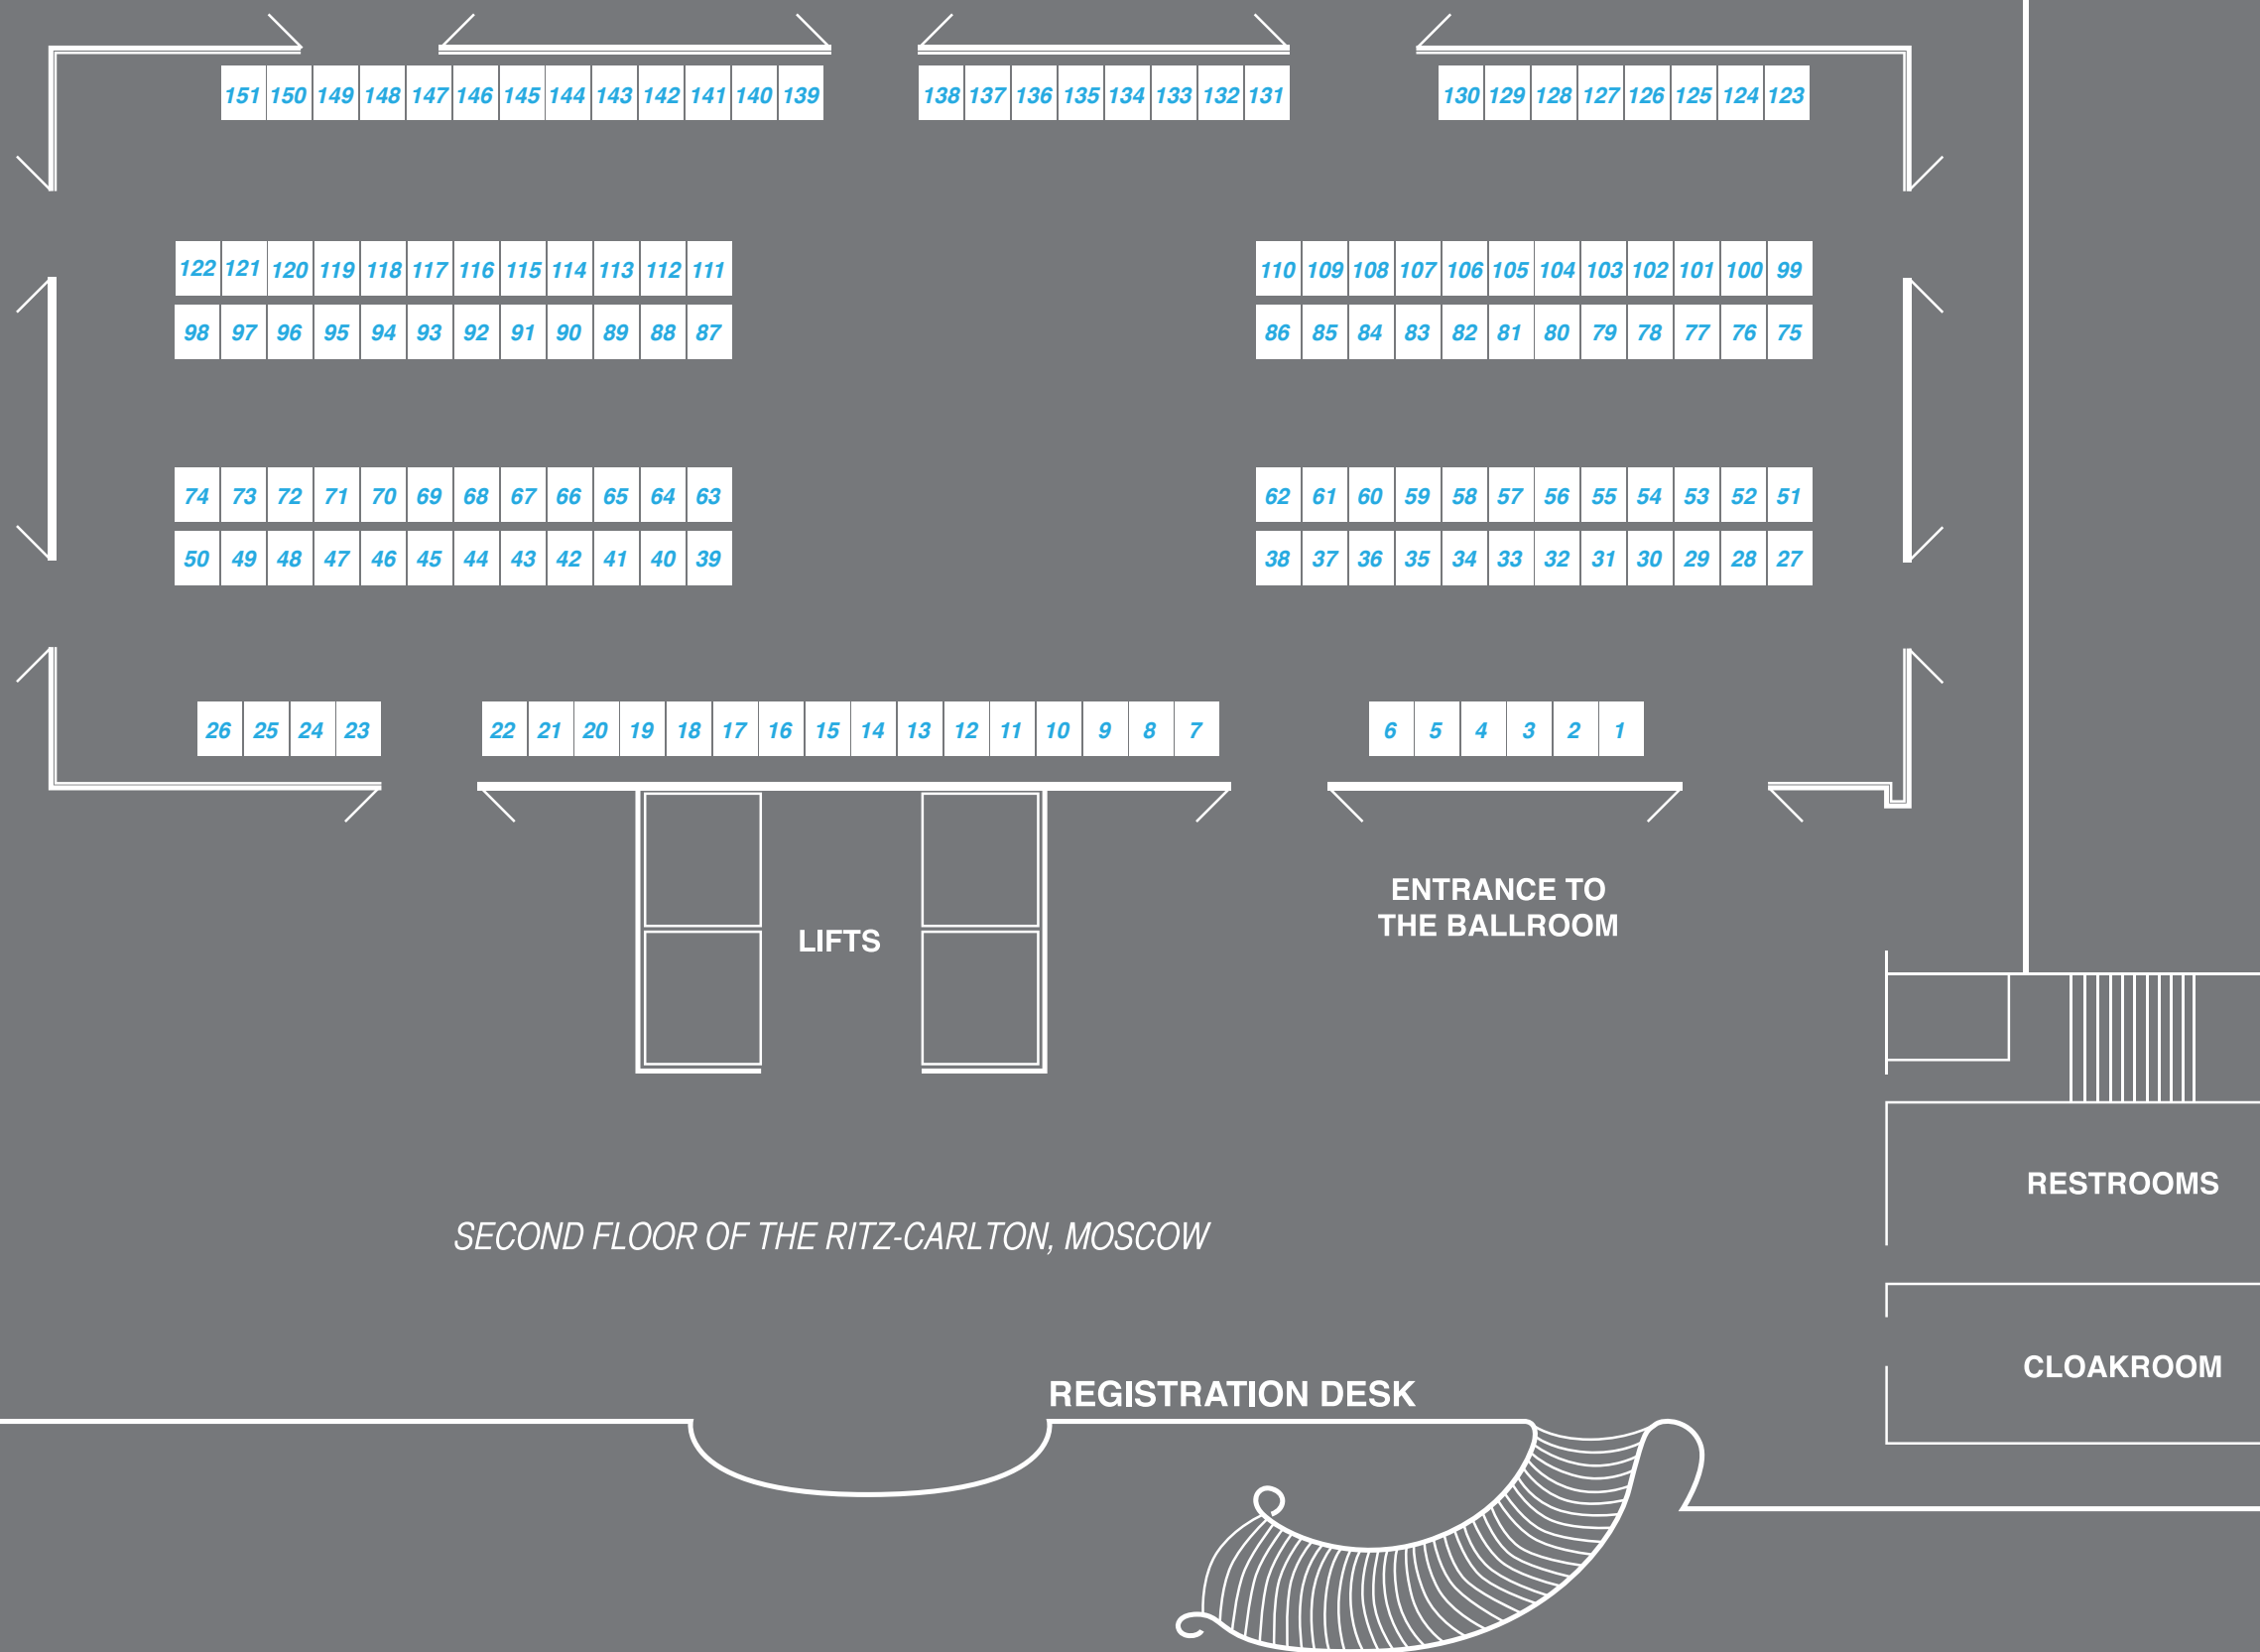 151 150 149 148 147 146 145 144 143 142 141 140 139 138 137 136 135 134 133 132 131 130 129 128 127 126 125 124 123
122 121 120 119 118 117 116 115 114 113 112 111 110 109 108 107 106 105 104 103 102 101 100 99
98 97 96 95 94 93 92 91 90 89 88 87 86 85 84 83 82 81 80 79 78 77 76 75
74 73 72 71 70 69 68 67 66 65 64 63 62 61 60 59 58 57 56 55 54 53 52 51
50 49 48 47 46 45 44 43 42 41 40 39 38 37 36 35 34 33 32 31 30 29 28 27
26 25 24 23 22 21 20 19 18 17 16 15 14 13 12 11 10 9 8 7 6 5 4 3 2 1
ENTRANCE TO
THE BALLROOM
LIFTS
RESTROOMS
SECOND FLOOR OF THE RITZ-CARLTON, MOSCOW
CLOAKROOM
REGISTRATION DESK